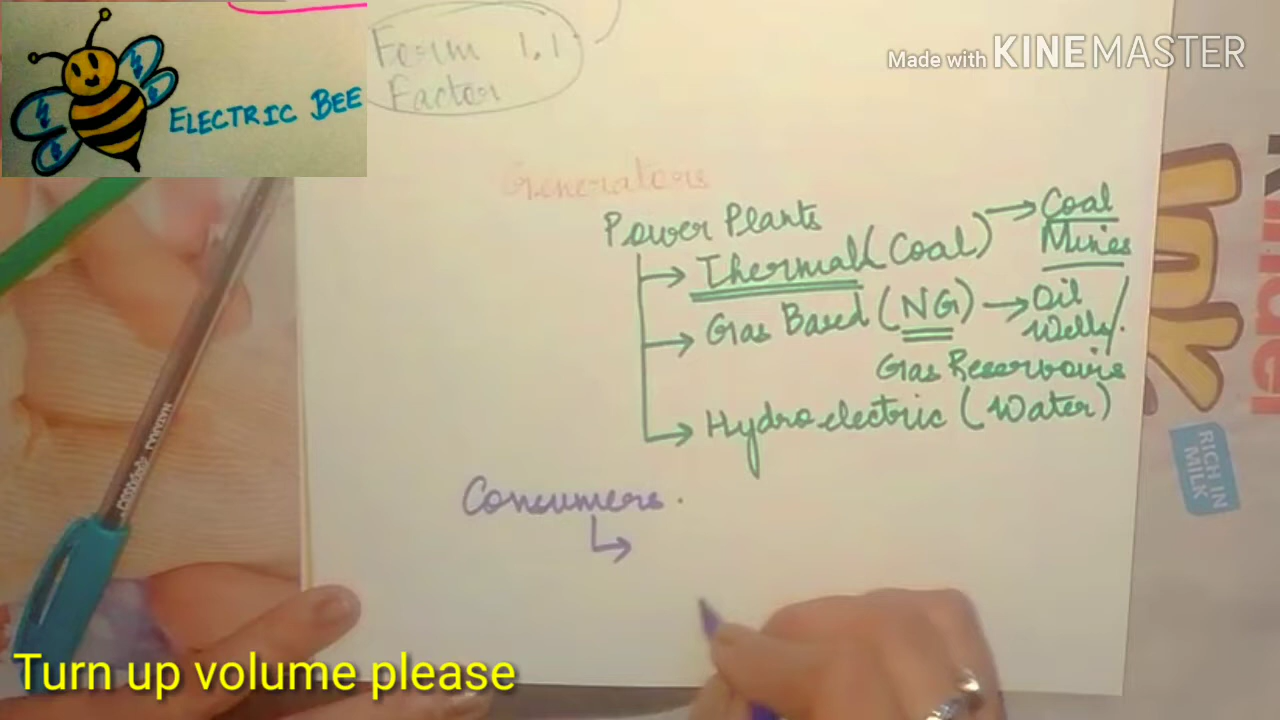 Made with KINEMASTER
ELECTRIC BEE
Form 1.1
Factor
Generators
Power Plants
Thermal (Coal) → Coal
Mines
Gas Based (NG) → Oil
Wells/
Gas Reservoirs
Hydroelectric (Water)
Consumers.
RICH IN
MILK
Turn up volume please